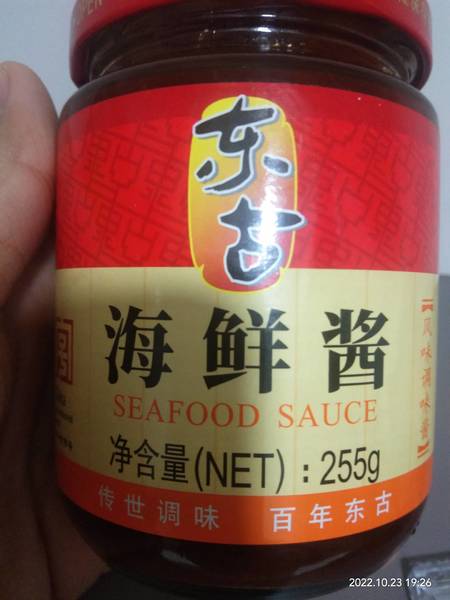 东古
海鲜酱
SEAFOOD SAUCE
【风味调味酱】
净含量(NET)：255g
传世调味 百年东古
2022.10.23 19:26